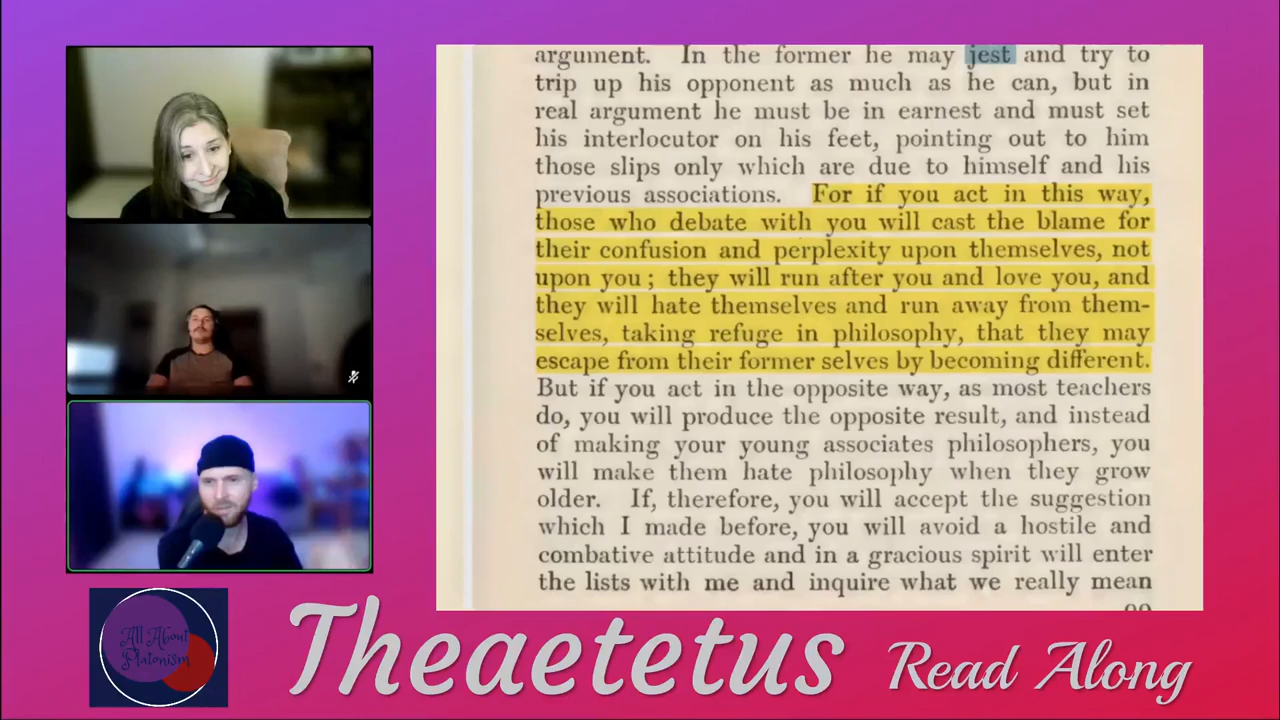 argument. In the former he may jest and try to
trip up his opponent as much as he can, but in
real argument he must be in earnest and must set
his interlocutor on his feet, pointing out to him
those slips only which are due to himself and his
previous associations. For if you act in this way,
those who debate with you will cast the blame for
their confusion and perplexity upon themselves, not
upon you; they will run after you and love you, and
they will hate themselves and run away from them-
selves, taking refuge in philosophy, that they may
escape from their former selves by becoming different.
But if you act in the opposite way, as most teachers
do, you will produce the opposite result, and instead
of making your young associates philosophers, you
will make them hate philosophy when they grow
older. If, therefore, you will accept the suggestion
which I made before, you will avoid a hostile and
combative attitude and in a gracious spirit will enter
the lists with me and inquire what we really mean
All About
Platonism
Theaetetus Read Along